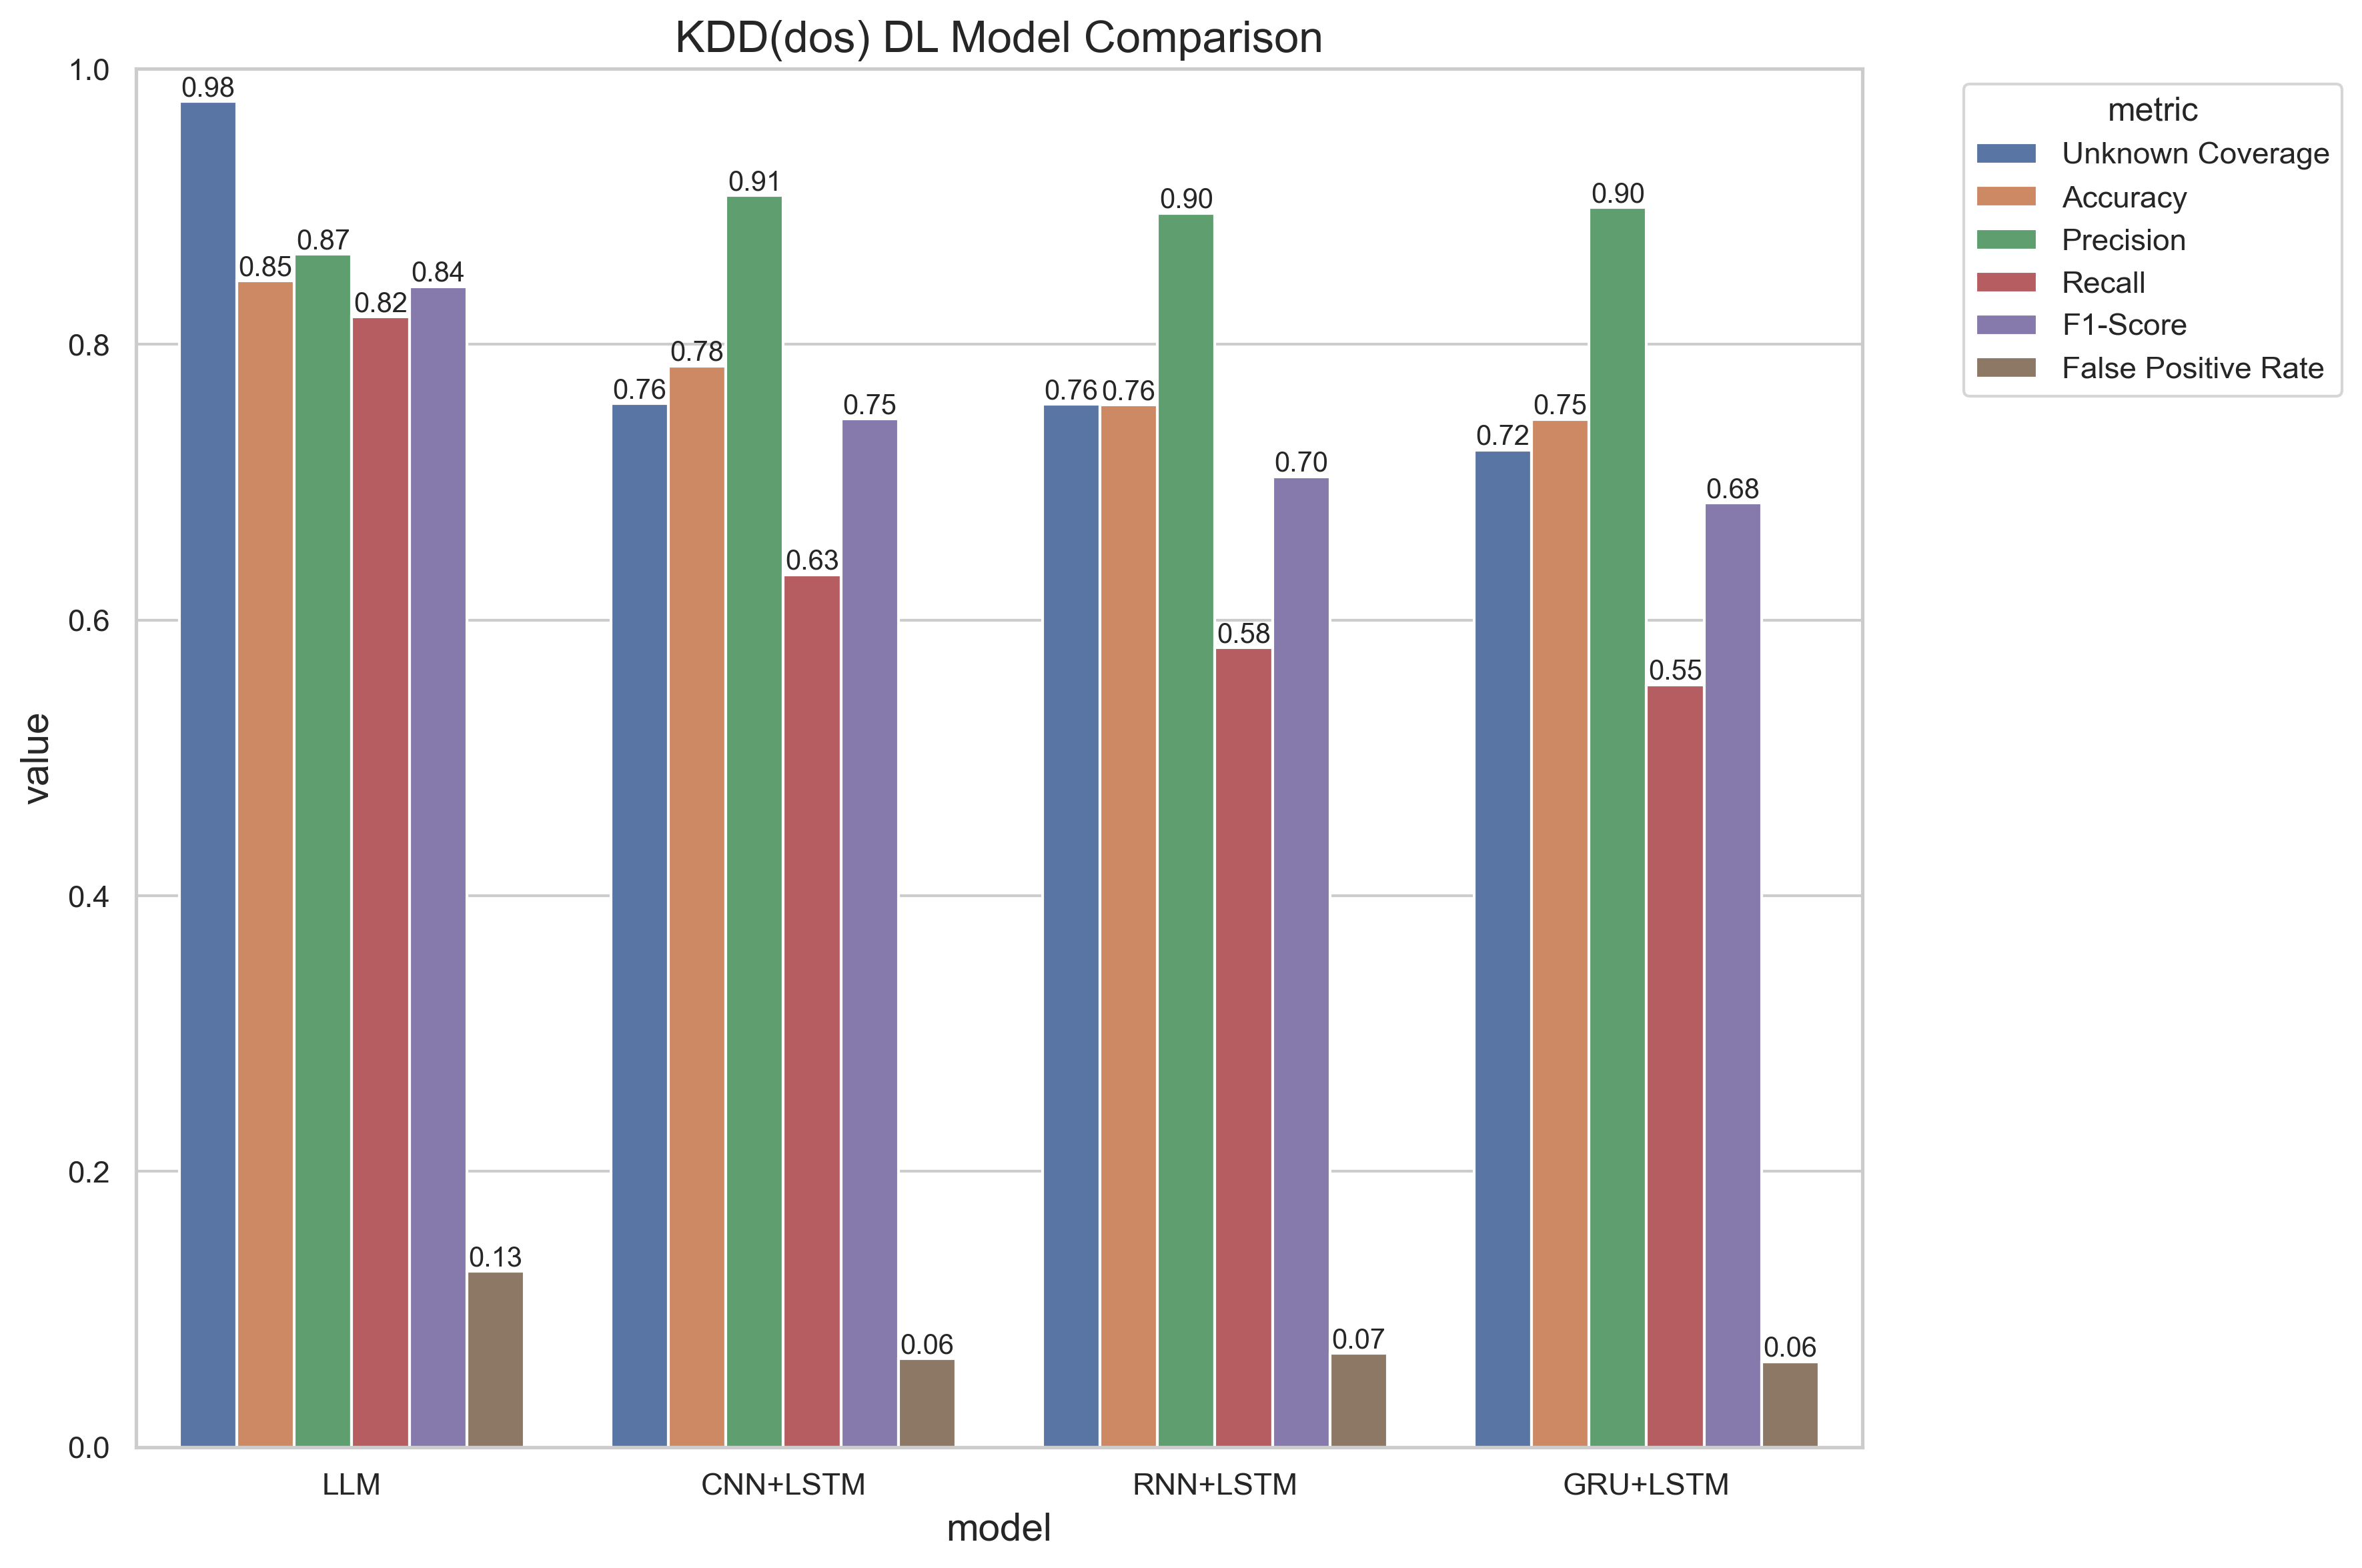 KDD(dos) DL Model Comparison
1.0
0.8
0.6
0.4
0.2
0.0
value
0.98
0.85
0.87
0.82
0.84
0.13
0.76
0.78
0.91
0.63
0.75
0.06
0.76
0.76
0.90
0.58
0.70
0.07
0.72
0.75
0.90
0.55
0.68
0.06
LLM
CNN+LSTM
RNN+LSTM
GRU+LSTM
model
metric
Unknown Coverage
Accuracy
Precision
Recall
F1-Score
False Positive Rate